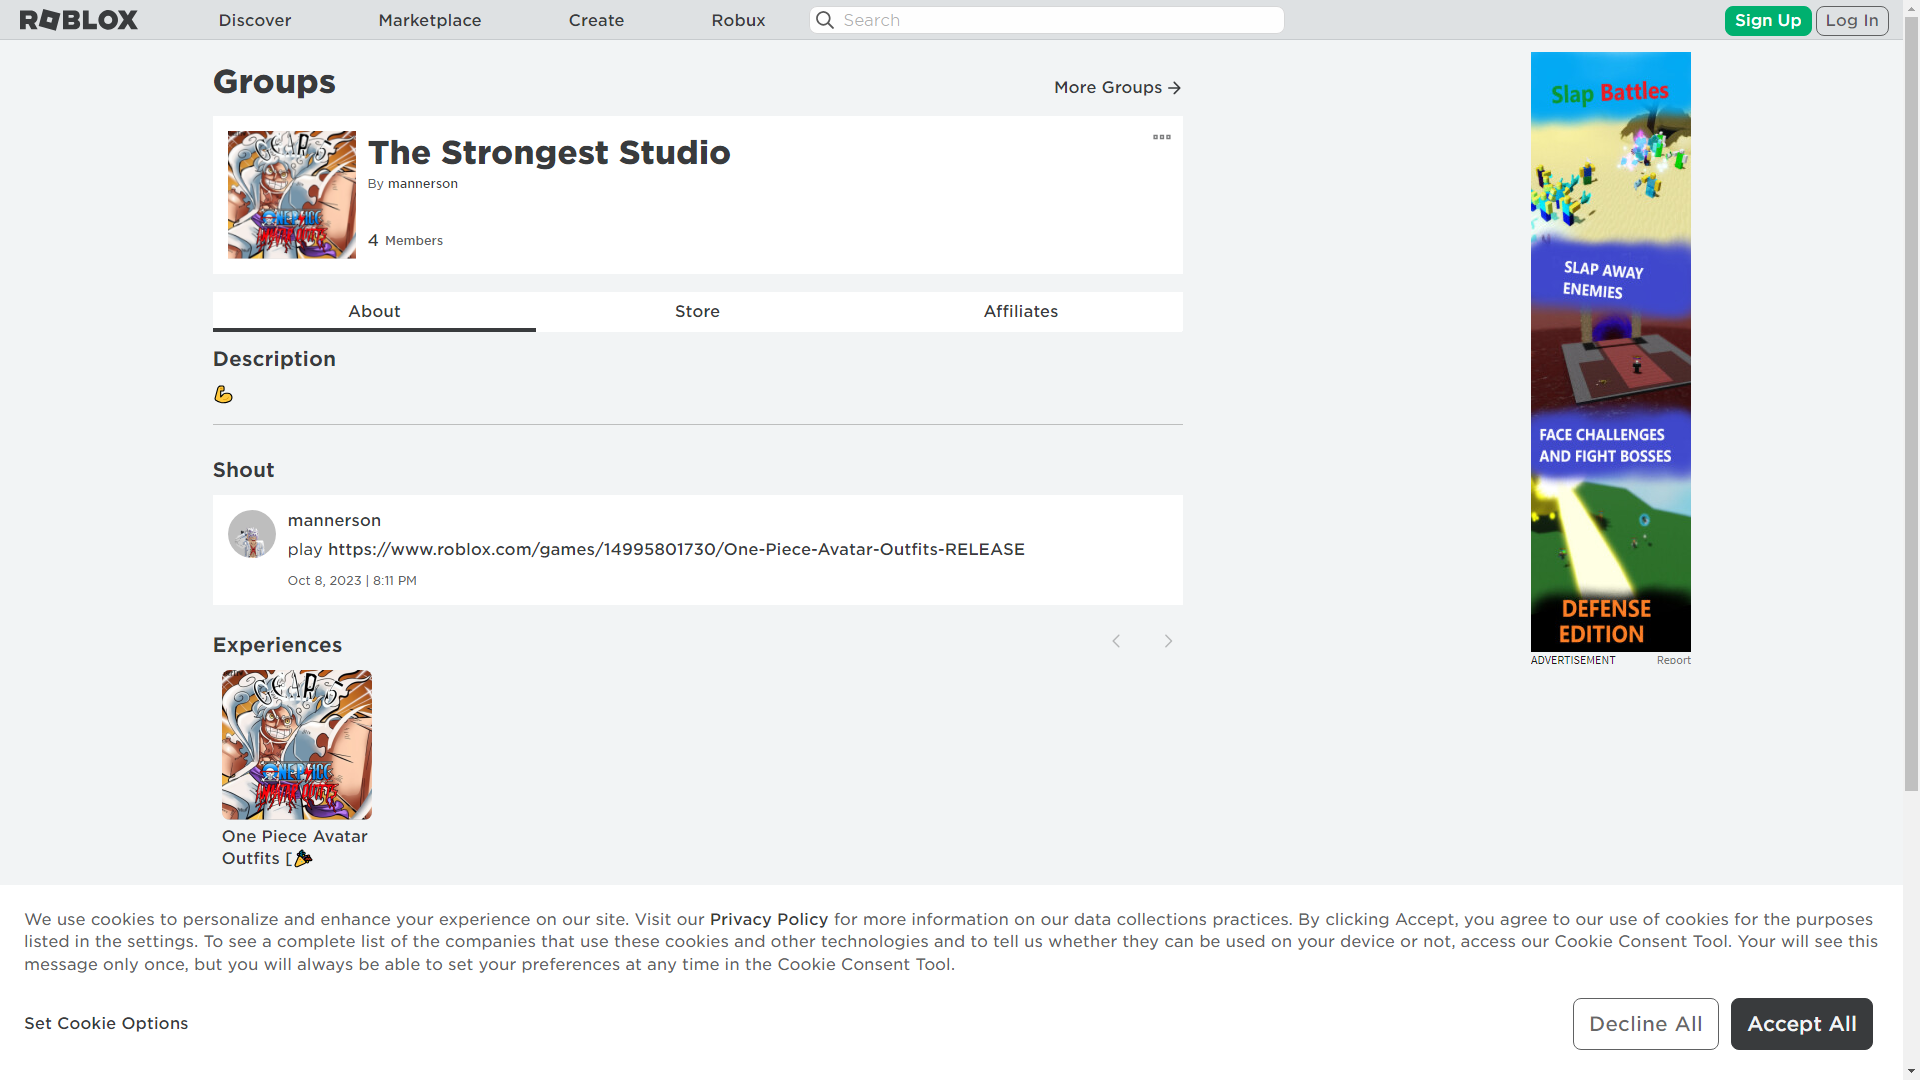 ROBLOX
Discover
Marketplace
Create
Robux
Search
Sign Up
Log In
Groups
More Groups
The Strongest Studio
By mannerson
4 Members
About
Store
Affiliates
Description
Shout
mannerson
play https://www.roblox.com/games/14995801730/One-Piece-Avatar-Outfits-RELEASE
Oct 8, 2023 | 8:11 PM
Experiences
One Piece Avatar
Outfits [🎉
Slap Battles
SLAP AWAY
ENEMIES
FACE CHALLENGES
AND FIGHT BOSSES
DEFENSE
EDITION
ADVERTISEMENT
Report
We use cookies to personalize and enhance your experience on our site. Visit our Privacy Policy for more information on our data collections practices. By clicking Accept, you agree to our use of cookies for the purposes
listed in the settings. To see a complete list of the companies that use these cookies and other technologies and to tell us whether they can be used on your device or not, access our Cookie Consent Tool. Your will see this
message only once, but you will always be able to set your preferences at any time in the Cookie Consent Tool.
Set Cookie Options
Decline All
Accept All